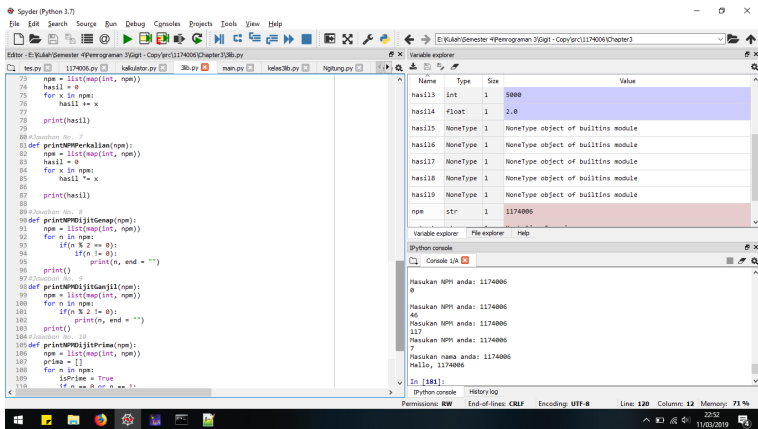 Spyder (Python 3.7)
File Edit Search Source Run Debug Consoles Projects Tools View Help
E:\Kuliah\Semester 4\Pemrograman 3\Gigit - Copy\src\1174006\Chapter3
Editor - E:\Kuliah\Semester 4\Pemrograman 3\Gigit - Copy\src\1174006\Chapter3\3lib.py
tes.py 1174006.py kalkulator.py 3lib.py main.py kelas3lib.py Ngitung.py
73 npm = list(map(int, npm))
74 hasil = 0
75 for x in npm:
76 hasil += x
77
78 print(hasil)
79
80 #Jawaban No. 7
81 def printNPMPerkalian(npm):
82 npm = list(map(int, npm))
83 hasil = 0
84 for x in npm:
85 hasil *= x
86
87 print(hasil)
88
89 #Jawaban No. 8
90 def printNPMDijitGenap(npm):
91 npm = list(map(int, npm))
92 for n in npm:
93 if(n % 2 == 0):
94 if(n != 0):
95 print(n, end = "")
96 print()
97 #Jawaban No. 9
98 def printNPMDijitGanjil(npm):
99 npm = list(map(int, npm))
100 for n in npm:
101 if(n % 2 != 0):
102 print(n, end = "")
103 print()
104 #Jawaban No. 10
105 def printNPMDijitPrima(npm):
106 npm = list(map(int, npm))
107 prima = []
108 for n in npm:
109 isPrime = True
110 if n == 0 or n == 1:
Variable explorer
Name Type Size Value
hasil3 int 1 5000
hasil4 float 1 2.0
hasil5 NoneType 1 NoneType object of builtins module
hasil6 NoneType 1 NoneType object of builtins module
hasil7 NoneType 1 NoneType object of builtins module
hasil8 NoneType 1 NoneType object of builtins module
hasil9 NoneType 1 NoneType object of builtins module
npm str 1 1174006
Variable explorer File explorer Help
IPython console
Console 1/A
Masukan NPM anda: 1174006
0
Masukan NPM anda: 1174006
46
Masukan NPM anda: 1174006
117
Masukan NPM anda: 1174006
7
Masukan nama anda: 1174006
Hallo, 1174006
In [181]:
IPython console History log
Permissions: RW End-of-lines: CRLF Encoding: UTF-8 Line: 120 Column: 12 Memory: 71 %
22:52
11/03/2019